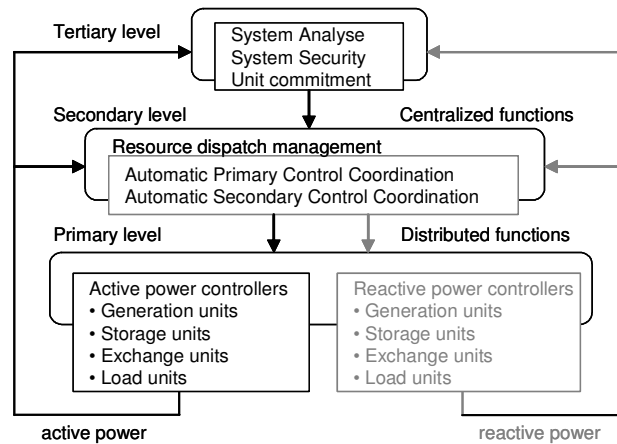 Tertiary level
System Analyse
System Security
Unit commitment
Secondary level
Centralized functions
Resource dispatch management
Automatic Primary Control Coordination
Automatic Secondary Control Coordination
Primary level
Distributed functions
Active power controllers
• Generation units
• Storage units
• Exchange units
• Load units
Reactive power controllers
• Generation units
• Storage units
• Exchange units
• Load units
active power
reactive power